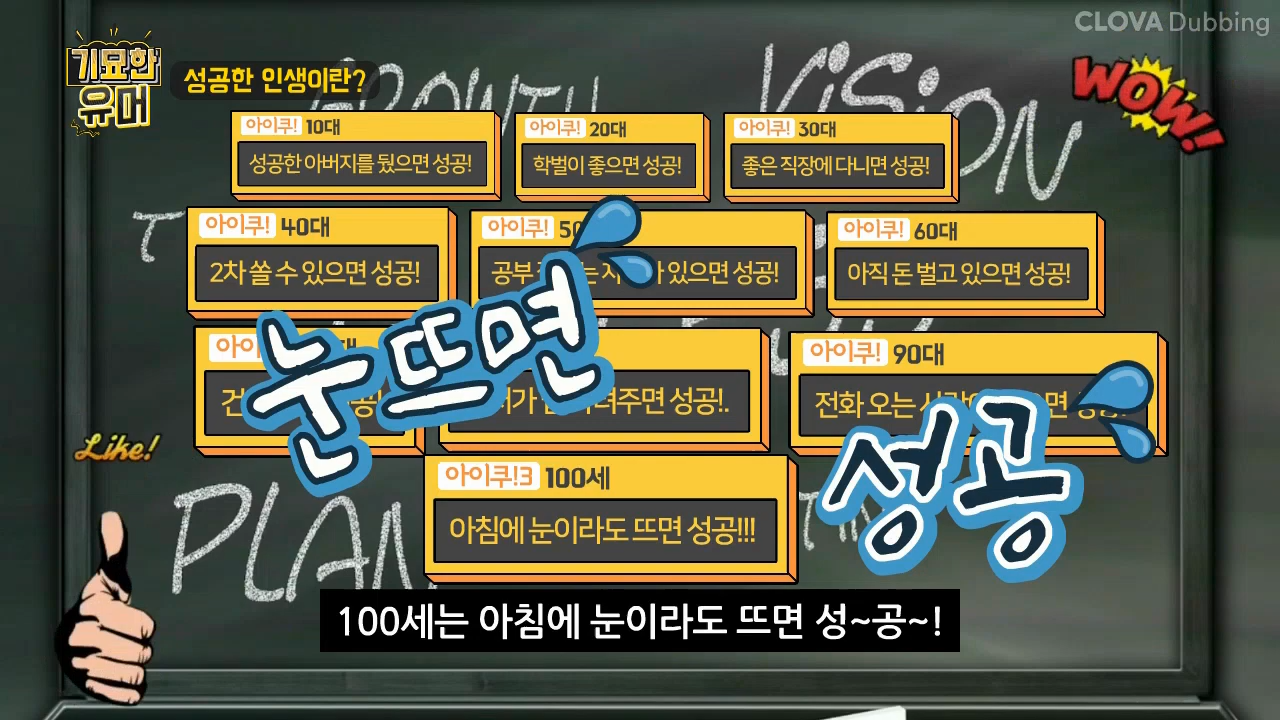 CLOVA Dubbing
기묘한
유머
성공한 인생이란?
GROWTH
VISION
WOW!
아이쿠! 10대
성공한 아버지를 뒀으면 성공!
아이쿠! 20대
학벌이 좋으면 성공!
아이쿠! 30대
좋은 직장에 다니면 성공!
아이쿠! 40대
2차 쏠 수 있으면 성공!
아이쿠!
공부 있으면 성공!
아이쿠! 60대
아직 돈 벌고 있으면 성공!
성공!.
아이쿠! 90대
전화 오는
눈뜨면
성공
Like!
아이쿠!3 100세
아침에 눈이라도 뜨면 성공!!!
PLAN
100세는 아침에 눈이라도 뜨면 성~공~!